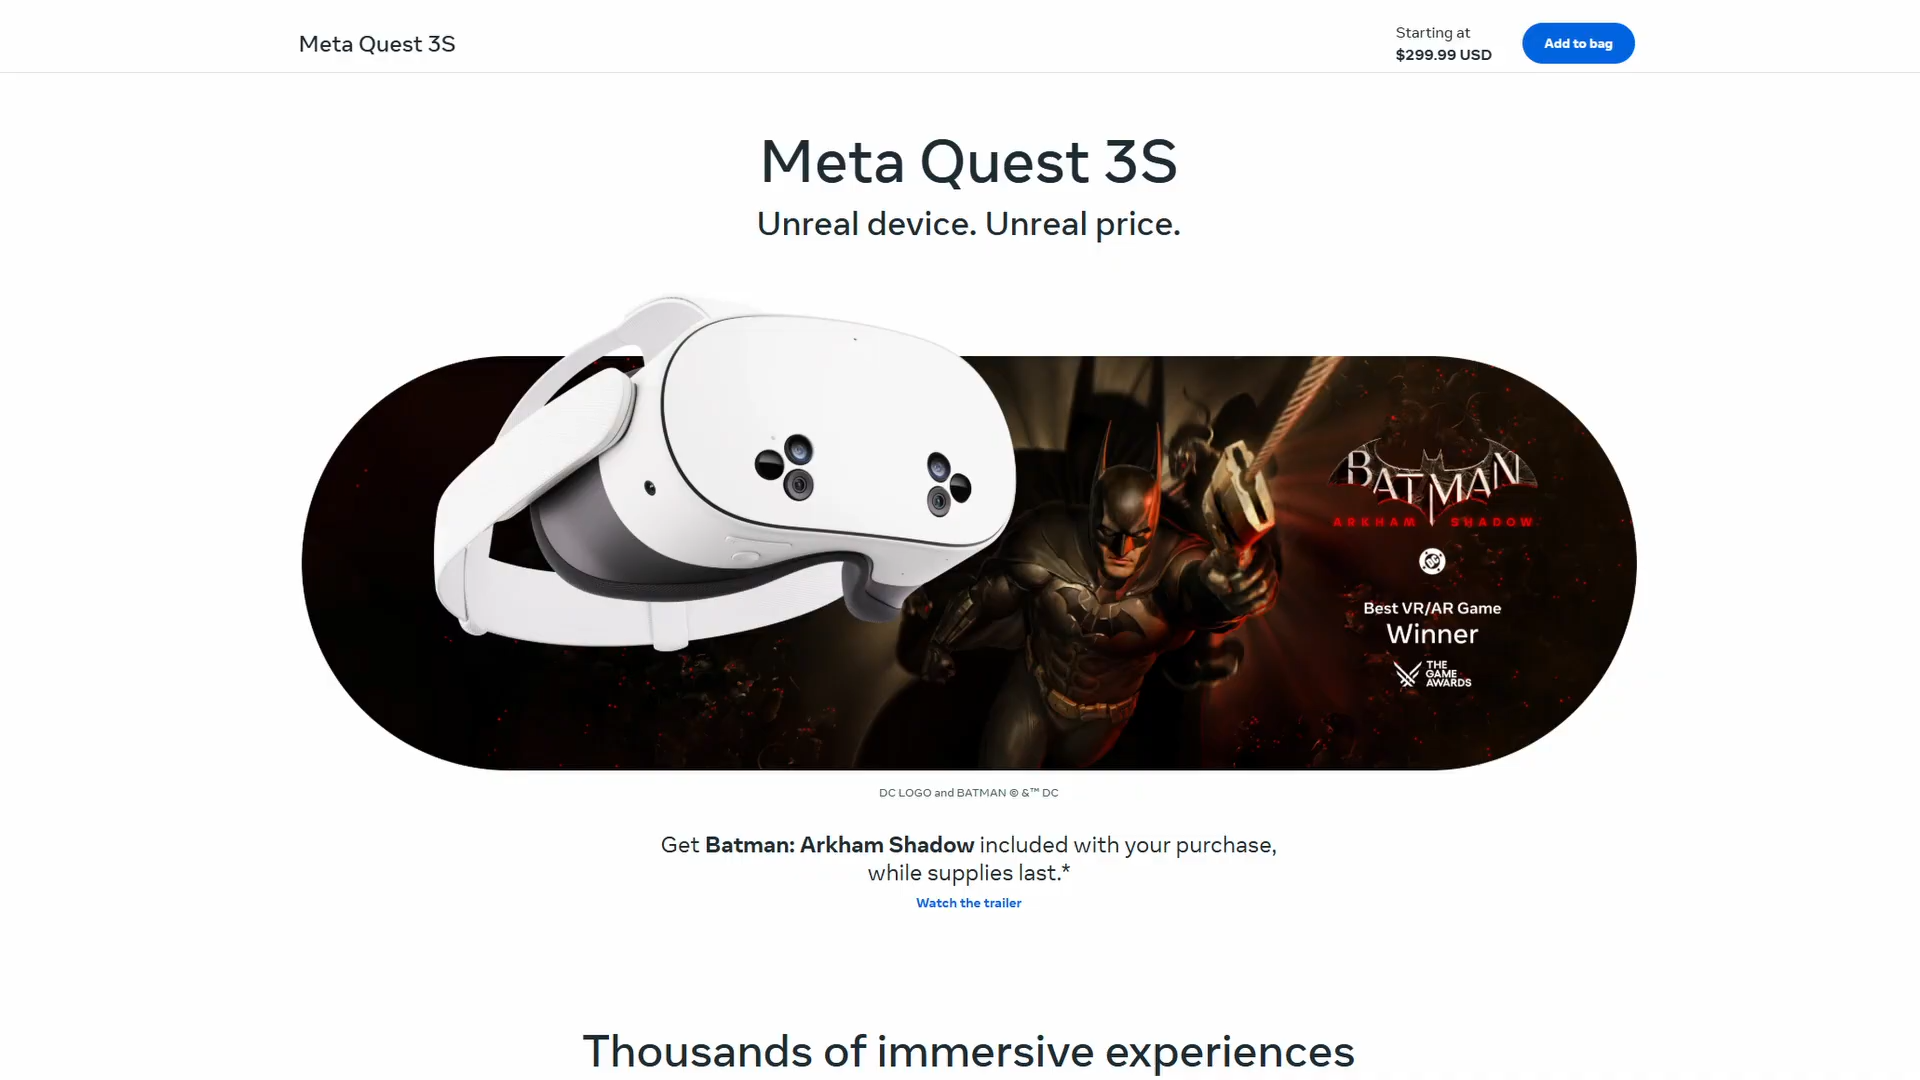 Meta Quest 3S
Starting at
$299.99 USD
Add to bag
Meta Quest 3S
Unreal device. Unreal price.
BATMAN
ARKHAM SHADOW
DC
Best VR/AR Game
Winner
THE
GAME
AWARDS
DC LOGO and BATMAN © &™ DC
Get Batman: Arkham Shadow included with your purchase,
while supplies last.*
Watch the trailer
Thousands of immersive experiences